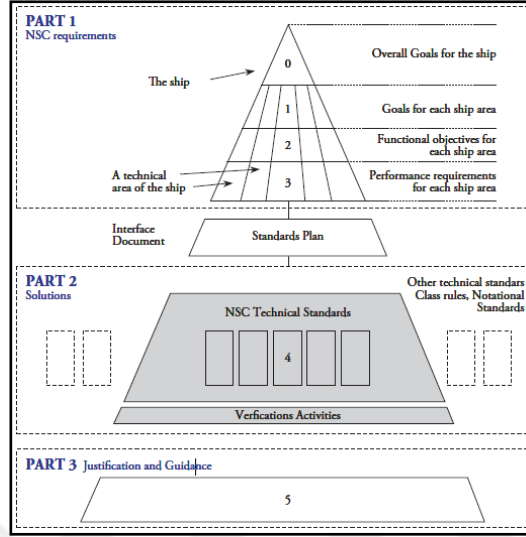 PART 1
NSC requirements
Overall Goals for the ship
0
The ship
1
Goals for each ship area
2
Functional objectives for
each ship area
A technical
area of the ship
3
Performance requirements
for each ship area
Interface
Document
Standards Plan
PART 2
Solutions
Other technical standars
Class rules, Notational
Standards
NSC Technical Standards
4
Verfications Activities
PART 3 Justification and Guidance
5